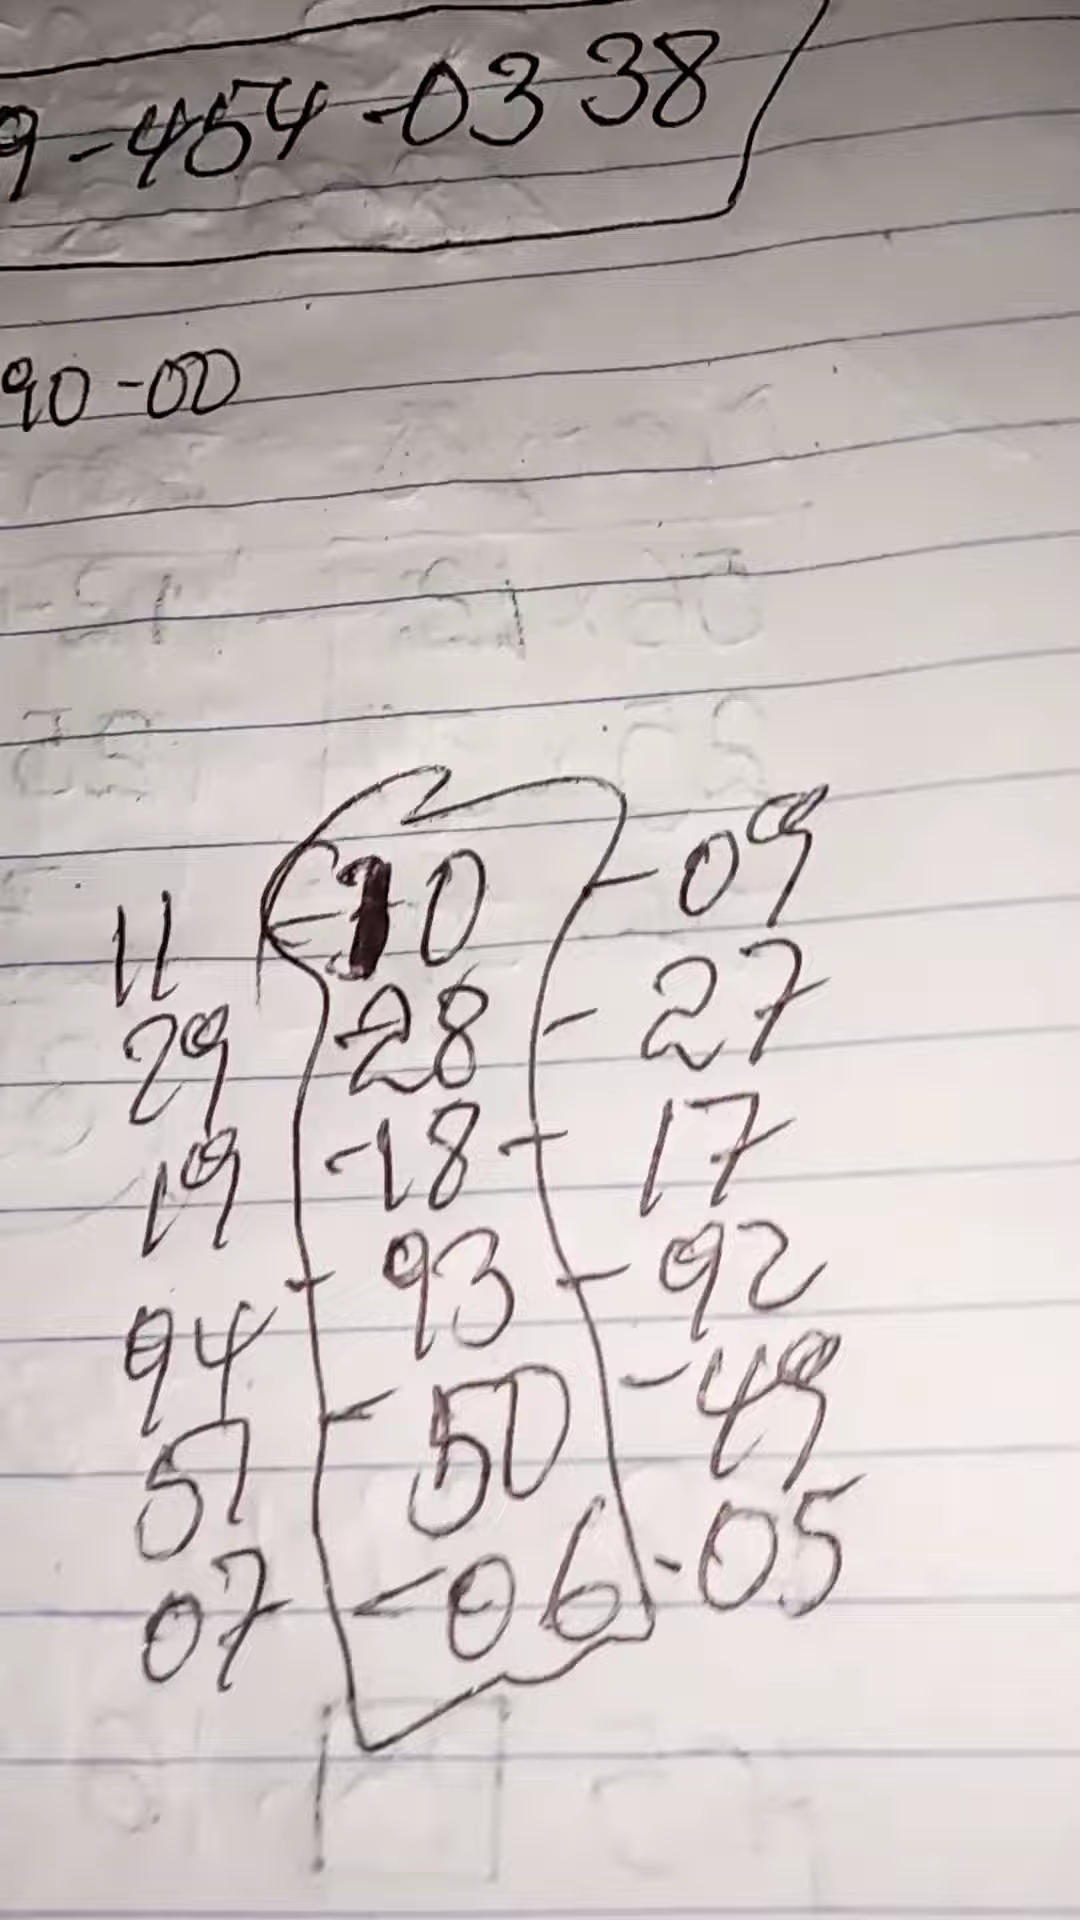 9-454-0338
90-00
11 -10 -09
29 -28 - 27
19 -18 - 17
94 - 93 - 92
51 - 50 - 49
07 - 06 - 05